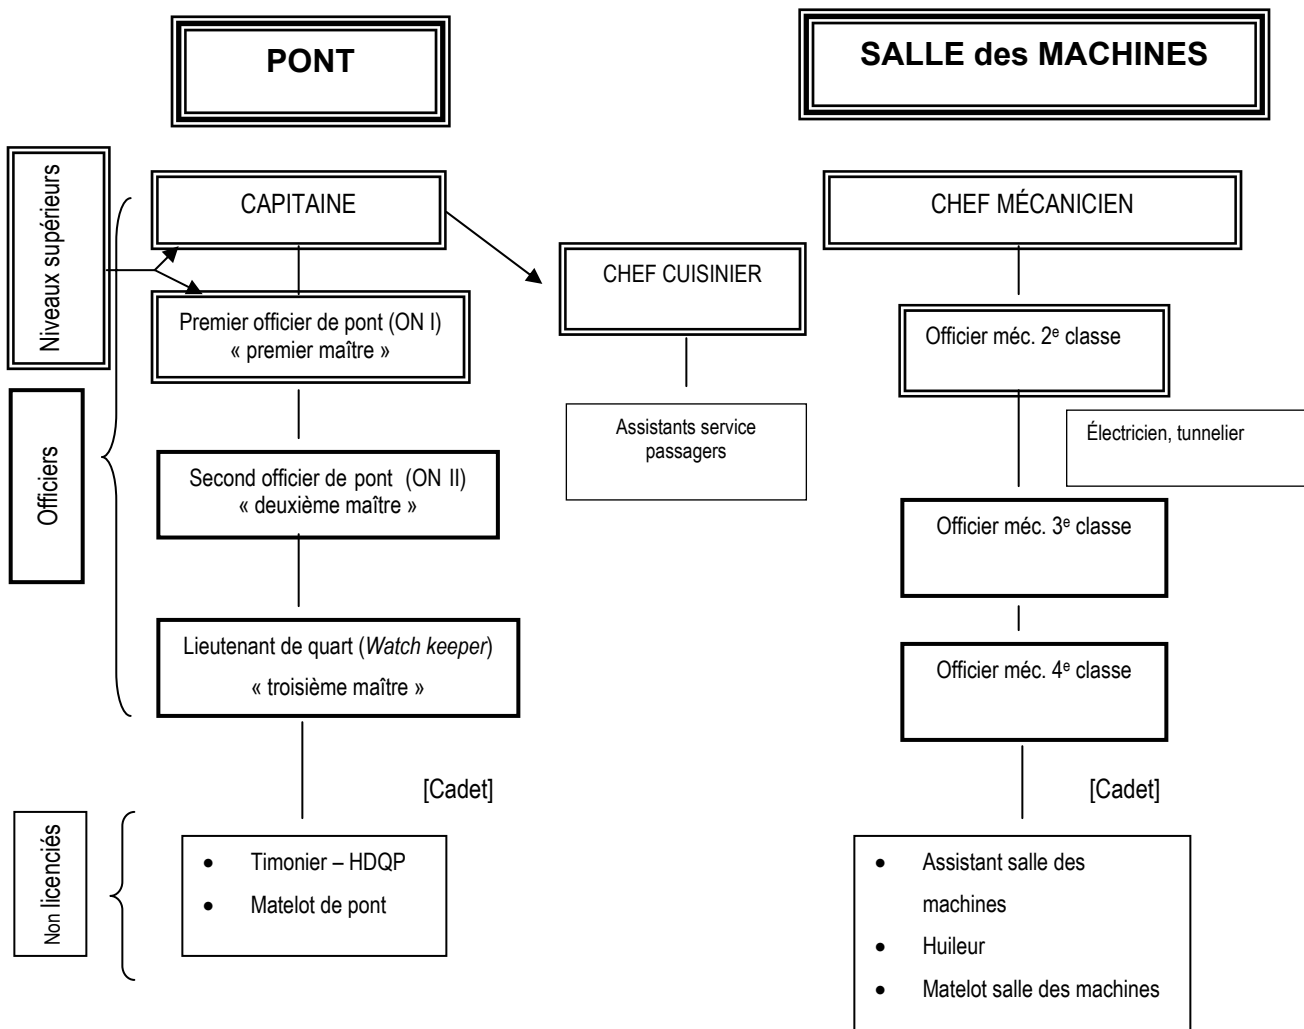 PONT
SALLE des MACHINES
Niveaux supérieurs
CAPITAINE
CHEF MÉCANICIEN
CHEF CUISINIER
Premier officier de pont (ON I)
« premier maître »
Officier méc. 2e classe
Officiers
Assistants service
passagers
Électricien, tunnelier
Second officier de pont (ON II)
« deuxième maître »
Officier méc. 3e classe
Lieutenant de quart (Watch keeper)
« troisième maître »
Officier méc. 4e classe
[Cadet]
[Cadet]
Non licenciés
• Timonier – HDQP
• Matelot de pont
• Assistant salle des
machines
• Huileur
• Matelot salle des machines